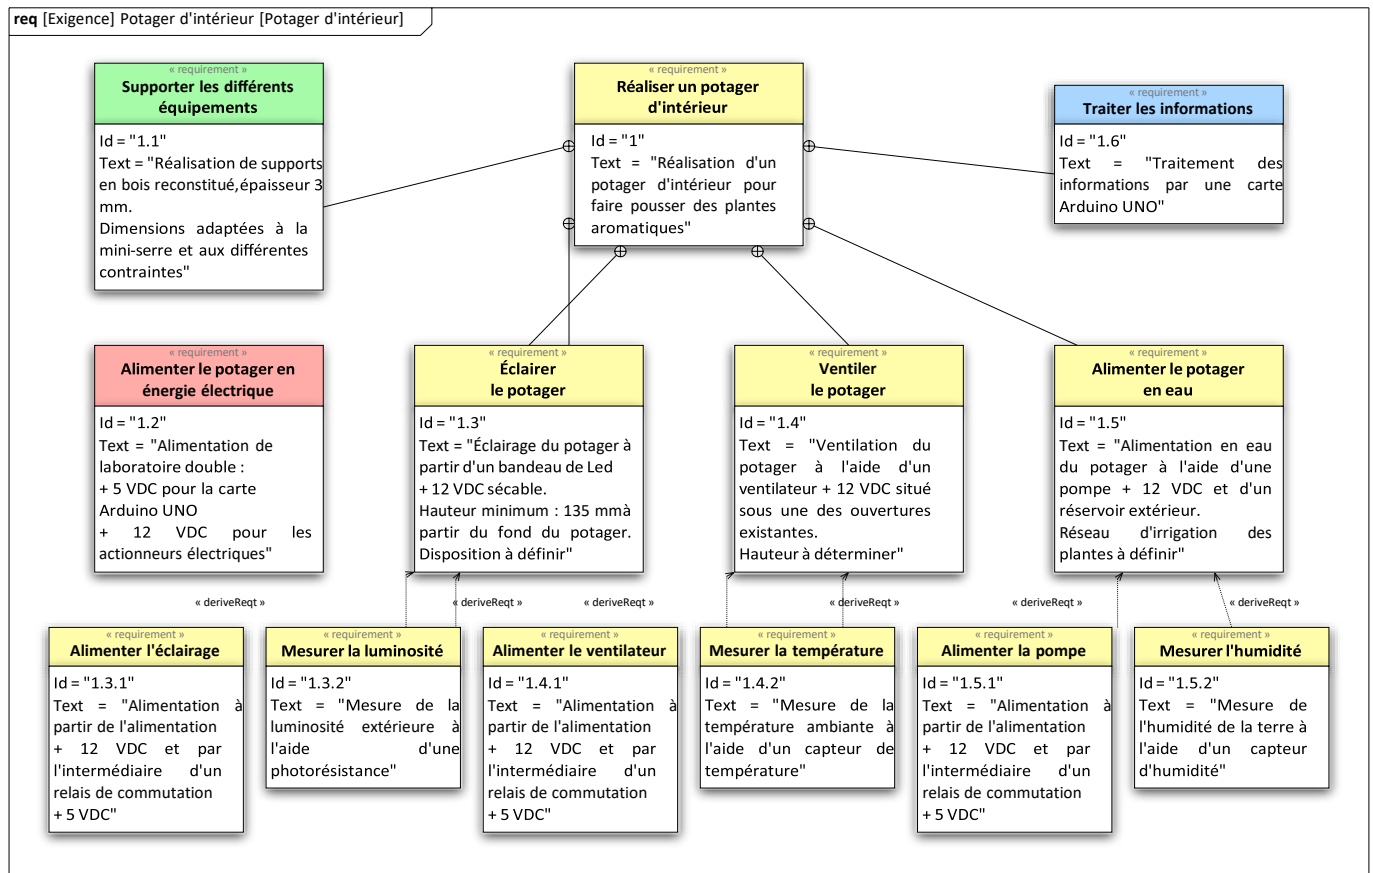 req [Exigence] Potager d'intérieur [Potager d'intérieur]
« requirement »
Supporter les différents
équipements
Id = "1.1"
Text = "Réalisation de supports
en bois reconstitué,épaisseur 3
mm.
Dimensions adaptées à la
mini-serre et aux différentes
contraintes"
« requirement »
Réaliser un potager
d'intérieur
Id = "1"
Text = "Réalisation d'un
potager d'intérieur pour
faire pousser des plantes
aromatiques"
« requirement »
Traiter les informations
Id = "1.6"
Text = "Traitement des
informations par une carte
Arduino UNO"
« requirement »
Alimenter le potager en
énergie électrique
Id = "1.2"
Text = "Alimentation de
laboratoire double :
+ 5 VDC pour la carte
Arduino UNO
+ 12 VDC pour les
actionneurs électriques"
« requirement »
Éclairer
le potager
Id = "1.3"
Text = "Éclairage du potager à
partir d'un bandeau de Led
+ 12 VDC sécable.
Hauteur minimum : 135 mmà
partir du fond du potager.
Disposition à définir"
« requirement »
Ventiler
le potager
Id = "1.4"
Text = "Ventilation du
potager à l'aide d'un
ventilateur + 12 VDC situé
sous une des ouvertures
existantes.
Hauteur à déterminer"
« requirement »
Alimenter le potager
en eau
Id = "1.5"
Text = "Alimentation en eau
du potager à l'aide d'une
pompe + 12 VDC et d'un
réservoir extérieur.
Réseau d'irrigation des
plantes à définir"
« deriveReqt »
« deriveReqt »
« deriveReqt »
« deriveReqt »
« deriveReqt »
« deriveReqt »
« requirement »
Alimenter l'éclairage
Id = "1.3.1"
Text = "Alimentation à
partir de l'alimentation
+ 12 VDC et par
l'intermédiaire d'un
relais de commutation
+ 5 VDC"
« requirement »
Mesurer la luminosité
Id = "1.3.2"
Text = "Mesure de la
luminosité extérieure à
l'aide d'une
photorésistance"
« requirement »
Alimenter le ventilateur
Id = "1.4.1"
Text = "Alimentation à
partir de l'alimentation
+ 12 VDC et par
l'intermédiaire d'un
relais de commutation
+ 5 VDC"
« requirement »
Mesurer la température
Id = "1.4.2"
Text = "Mesure de la
température ambiante à
l'aide d'un capteur de
température"
« requirement »
Alimenter la pompe
Id = "1.5.1"
Text = "Alimentation à
partir de l'alimentation
+ 12 VDC et par
l'intermédiaire d'un
relais de commutation
+ 5 VDC"
« requirement »
Mesurer l'humidité
Id = "1.5.2"
Text = "Mesure de
l'humidité de la terre à
l'aide d'un capteur
d'humidité"